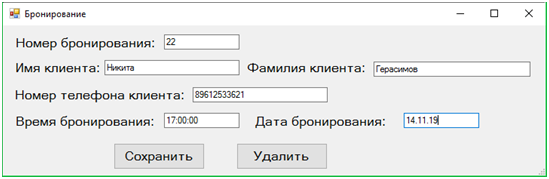 Бронирование
Номер бронирования: 22
Имя клиента: Никита Фамилия клиента: Герасимов
Номер телефона клиента: 89612533621
Время бронирования: 17:00:00 Дата бронирования: 14.11.19
Сохранить Удалить